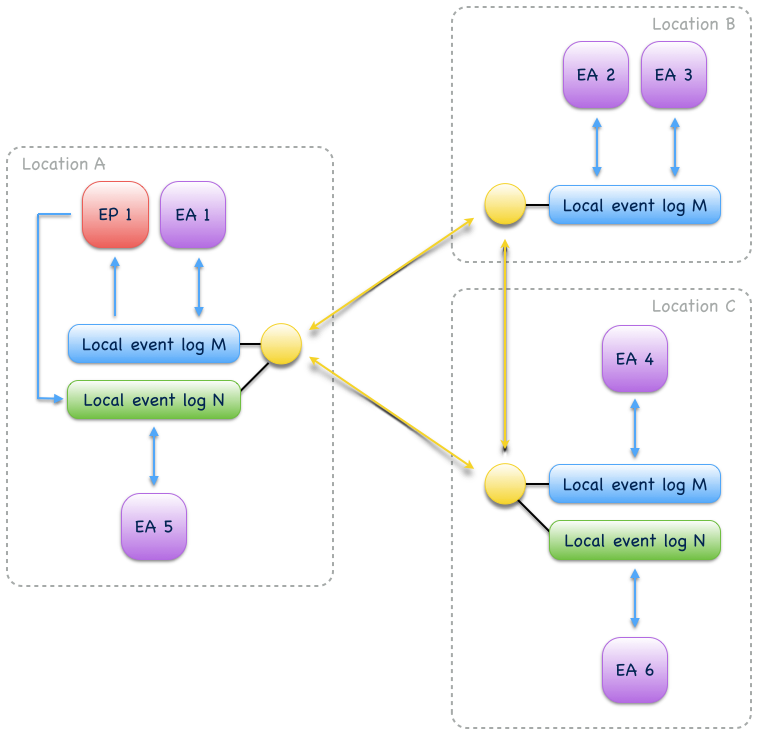 Location B
EA 2
EA 3
Local event log M
Location A
EP 1
EA 1
Local event log M
Local event log N
EA 5
Location C
EA 4
Local event log M
Local event log N
EA 6